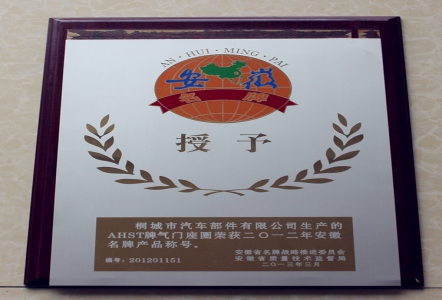 AN·HUI·MING·PAI
安徽
名牌
授予
桐城市汽车部件有限公司生产的
AHST牌气门座圈荣获二〇一二年安徽
名牌产品称号。
编号:201201151
安徽省名牌战略推进委员会
安徽省质量技术监督局
二〇一三年三月